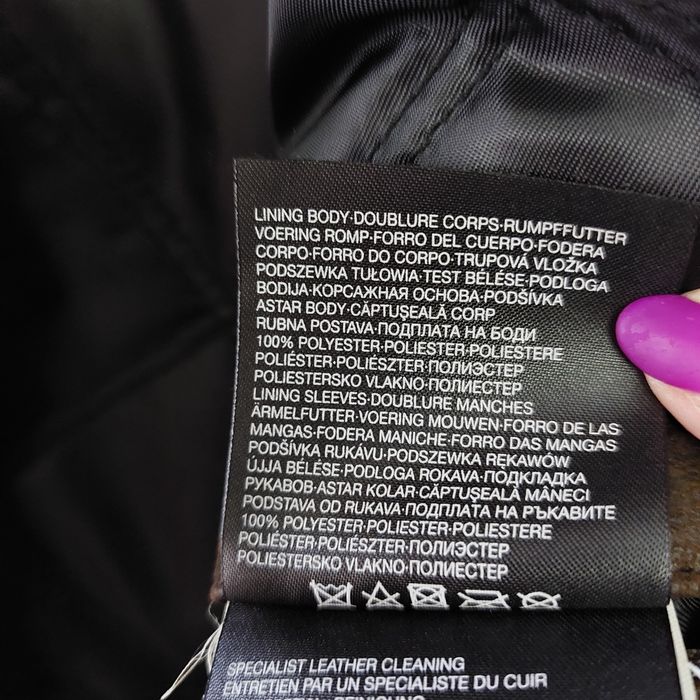 LINING BODY·DOUBLURE CORPS·RUMPFFUTTER
VOERING ROMP·FORRO DEL CUERPO·FODERA
CORPO·FORRO DO CORPO·TRUPOVÁ VLOŽKA
PODSZEWKA TUŁOWIA·TEST BÉLÉSE·PODLOGA
BODIJA·КОРСАЖНАЯ ОСНОВА·PODŠÍVKA
ASTAR BODY·CĂPTUŞEALĂ CORP
RUBNA POSTAVA·ПОДПЛАТА НА БОДИ
100% POLYESTER·POLIESTER·POLIESTERE
POLIÉSTER·POLIÉSZTER·ПОЛИЭСТЕР
POLIESTERSKO VLAKNO·ПОЛИЕСТЕР
LINING SLEEVES·DOUBLURE MANCHES
ÄRMELFUTTER·VOERING MOUWEN·FORRO DE LAS
MANGAS·FODERA MANICHE·FORRO DAS MANGAS
PODŠÍVKA RUKÁVU·PODSZEWKA RĘKAWÓW
ÚJJA BÉLÉSE·PODLOGA ROKAVA·ПОДКЛАДКА
РУКАВОВ·ASTAR KOLAR·CĂPTUŞEALĂ MÂNECI
PODSTAVA OD RUKAVA·ПОДПЛАТА НА РЪКАВИТЕ
100% POLYESTER·POLIESTER·POLIESTERE
POLIÉSTER·POLIÉSZTER·ПОЛИЭСТЕР
POLIESTERSKO VLAKNO·ПОЛИЕСТЕР
SPECIALIST LEATHER CLEANING
ENTRETIEN PAR UN SPECIALISTE DU CUIR